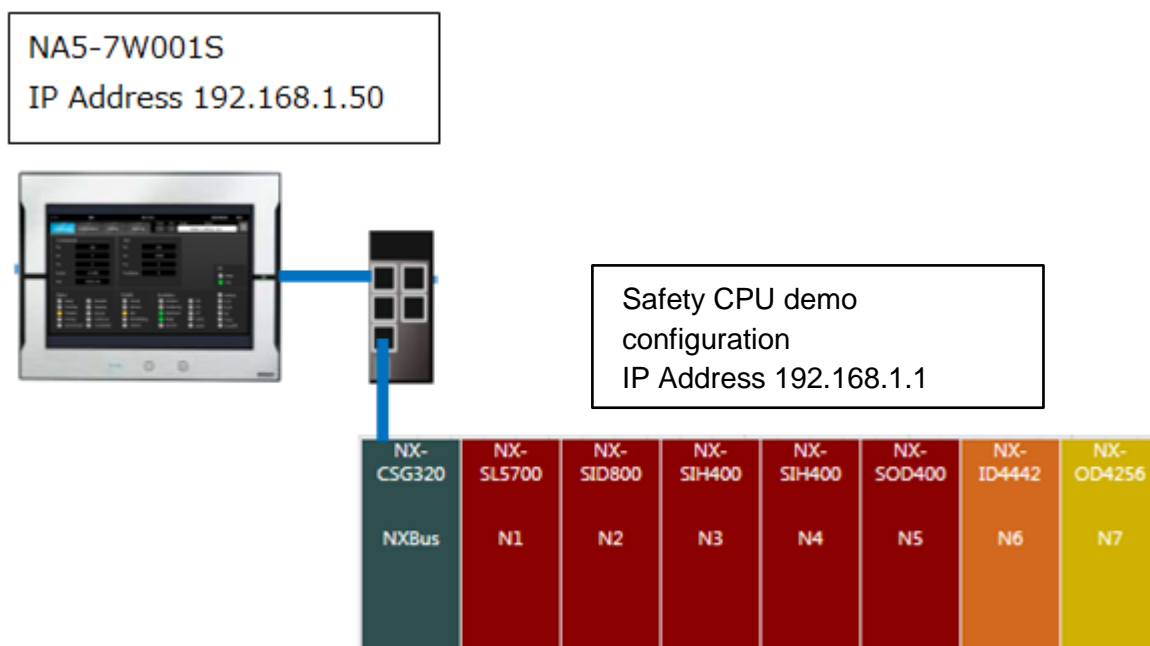 NA5-7W001S
IP Address 192.168.1.50
Safety CPU demo
configuration
IP Address 192.168.1.1
NX-
CSG320
NXBus
NX-
SL5700
N1
NX-
SID800
N2
NX-
SIH400
N3
NX-
SIH400
N4
NX-
SOD400
N5
NX-
ID4442
N6
NX-
OD4256
N7